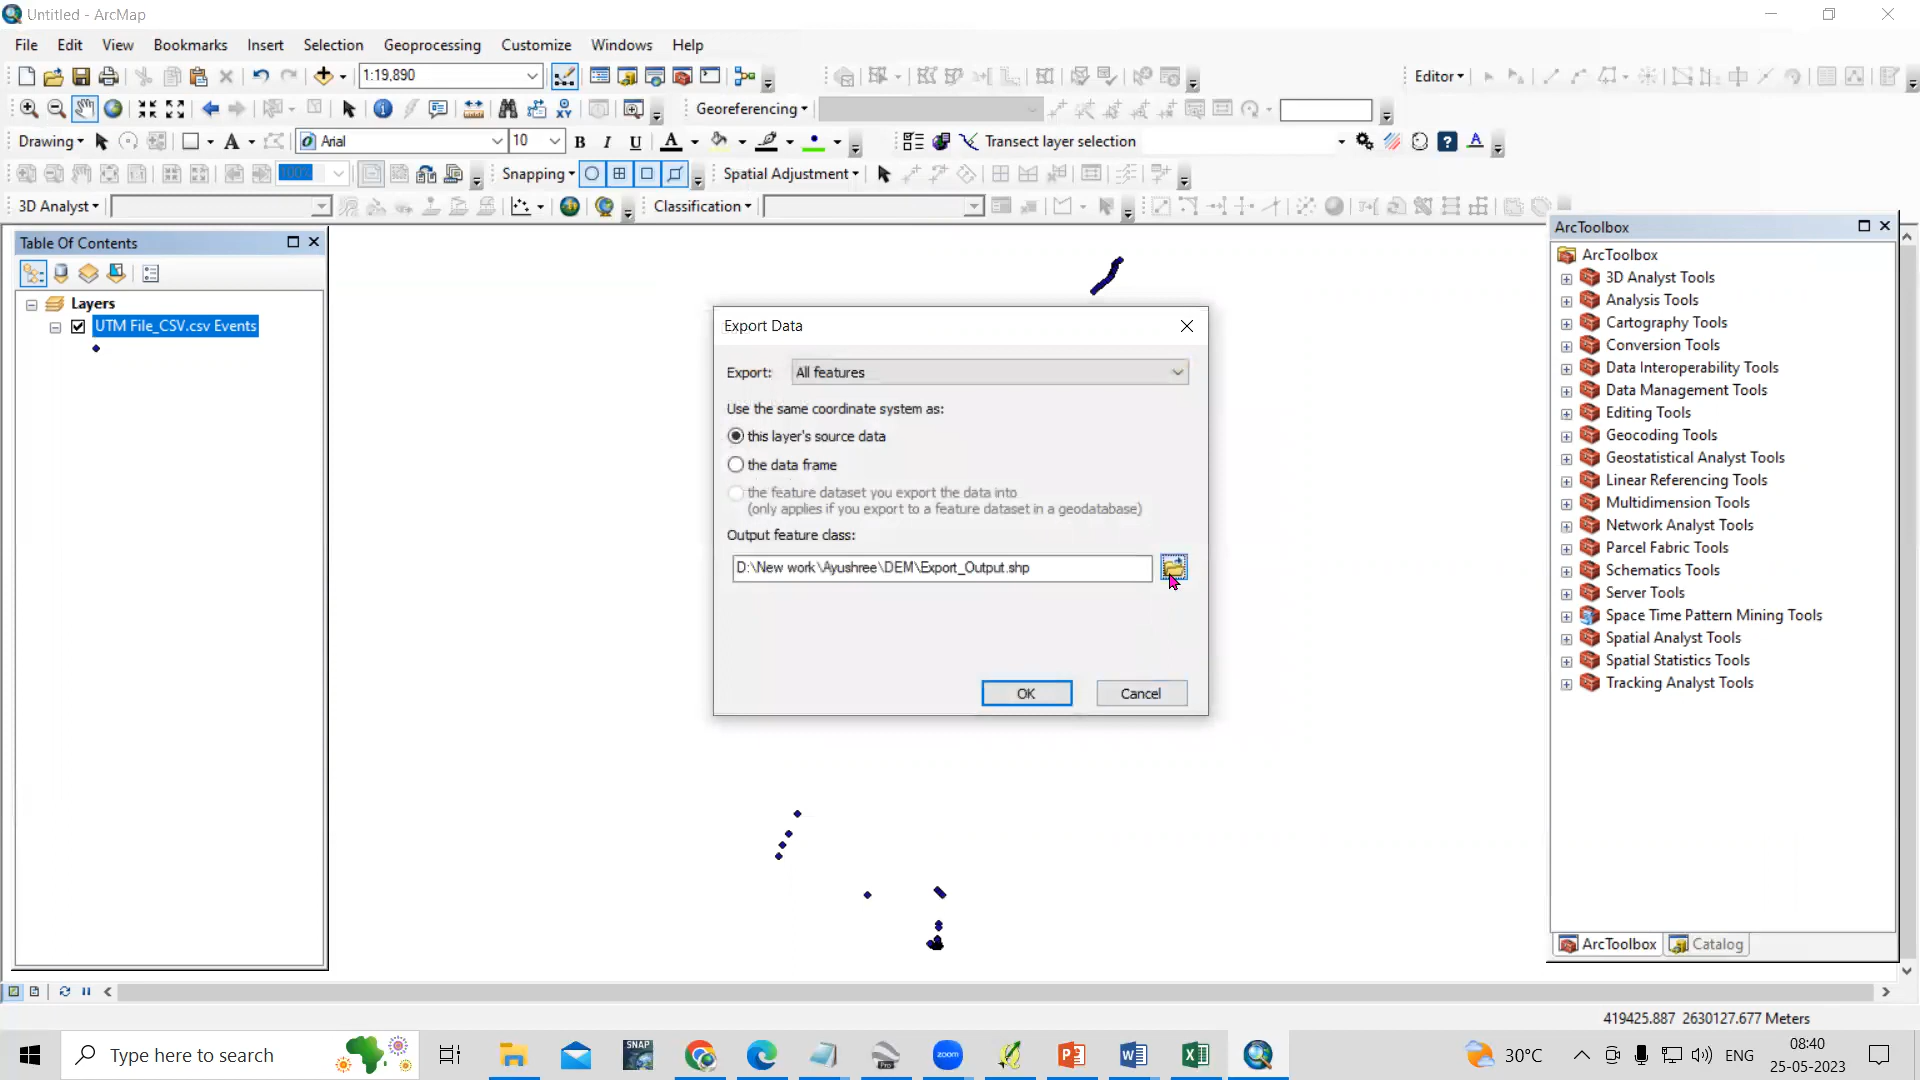 Untitled - ArcMap
File Edit View Bookmarks Insert Selection Geoprocessing Customize Windows Help
1:19,890
Editor
Georeferencing
Drawing Arial 10 B I U A Transect layer selection
100% Snapping Spatial Adjustment
3D Analyst Classification
Table Of Contents
Layers
UTM File_CSV.csv Events
Export Data
Export: All features
Use the same coordinate system as:
this layer's source data
the data frame
the feature dataset you export the data into
(only applies if you export to a feature dataset in a geodatabase)
Output feature class:
D:\New work\Ayushree\DEM\Export_Output.shp
OK Cancel
ArcToolbox
ArcToolbox
3D Analyst Tools
Analysis Tools
Cartography Tools
Conversion Tools
Data Interoperability Tools
Data Management Tools
Editing Tools
Geocoding Tools
Geostatistical Analyst Tools
Linear Referencing Tools
Multidimension Tools
Network Analyst Tools
Parcel Fabric Tools
Schematics Tools
Server Tools
Space Time Pattern Mining Tools
Spatial Analyst Tools
Spatial Statistics Tools
Tracking Analyst Tools
ArcToolbox Catalog
419425.887 2630127.677 Meters
Type here to search
SNAP
Pro
zoom
30°C
ENG
08:40
25-05-2023